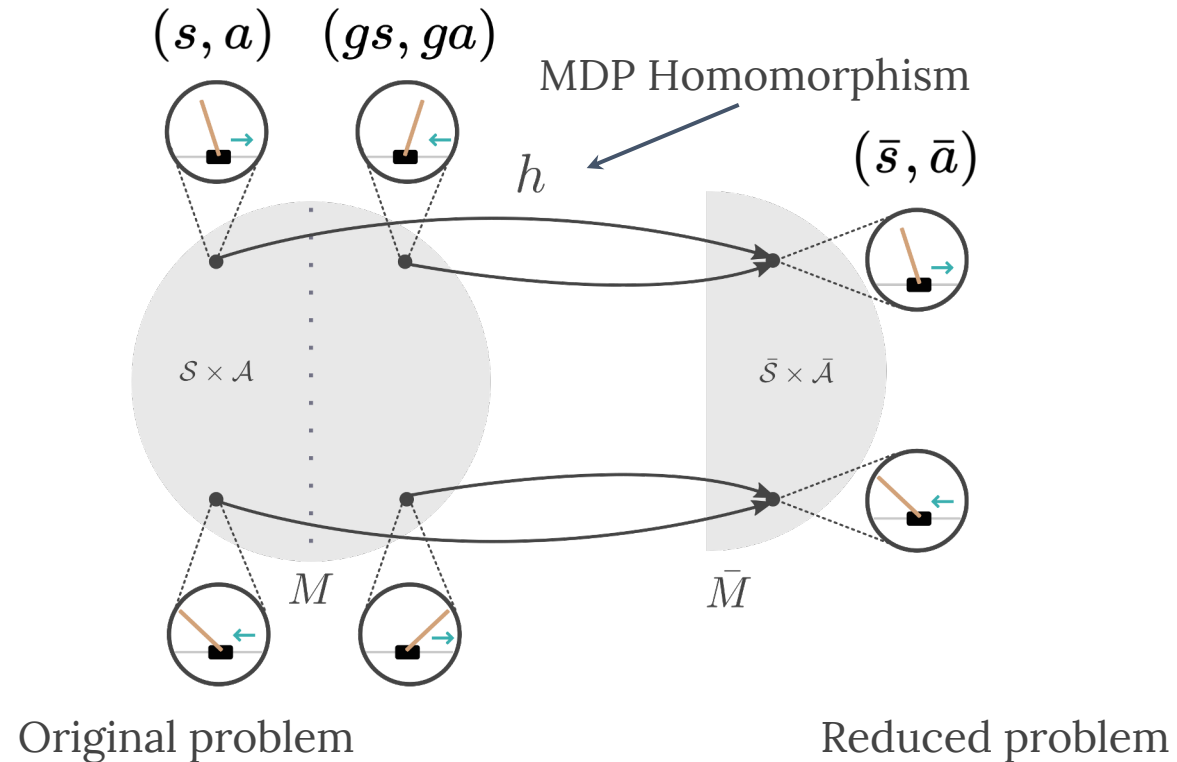 (s, a) (gs, ga)
MDP Homomorphism
h
(s̄, ā)
𝒮 × 𝒜
𝒮̄ × 𝒜̄
M
M̄
Original problem
Reduced problem